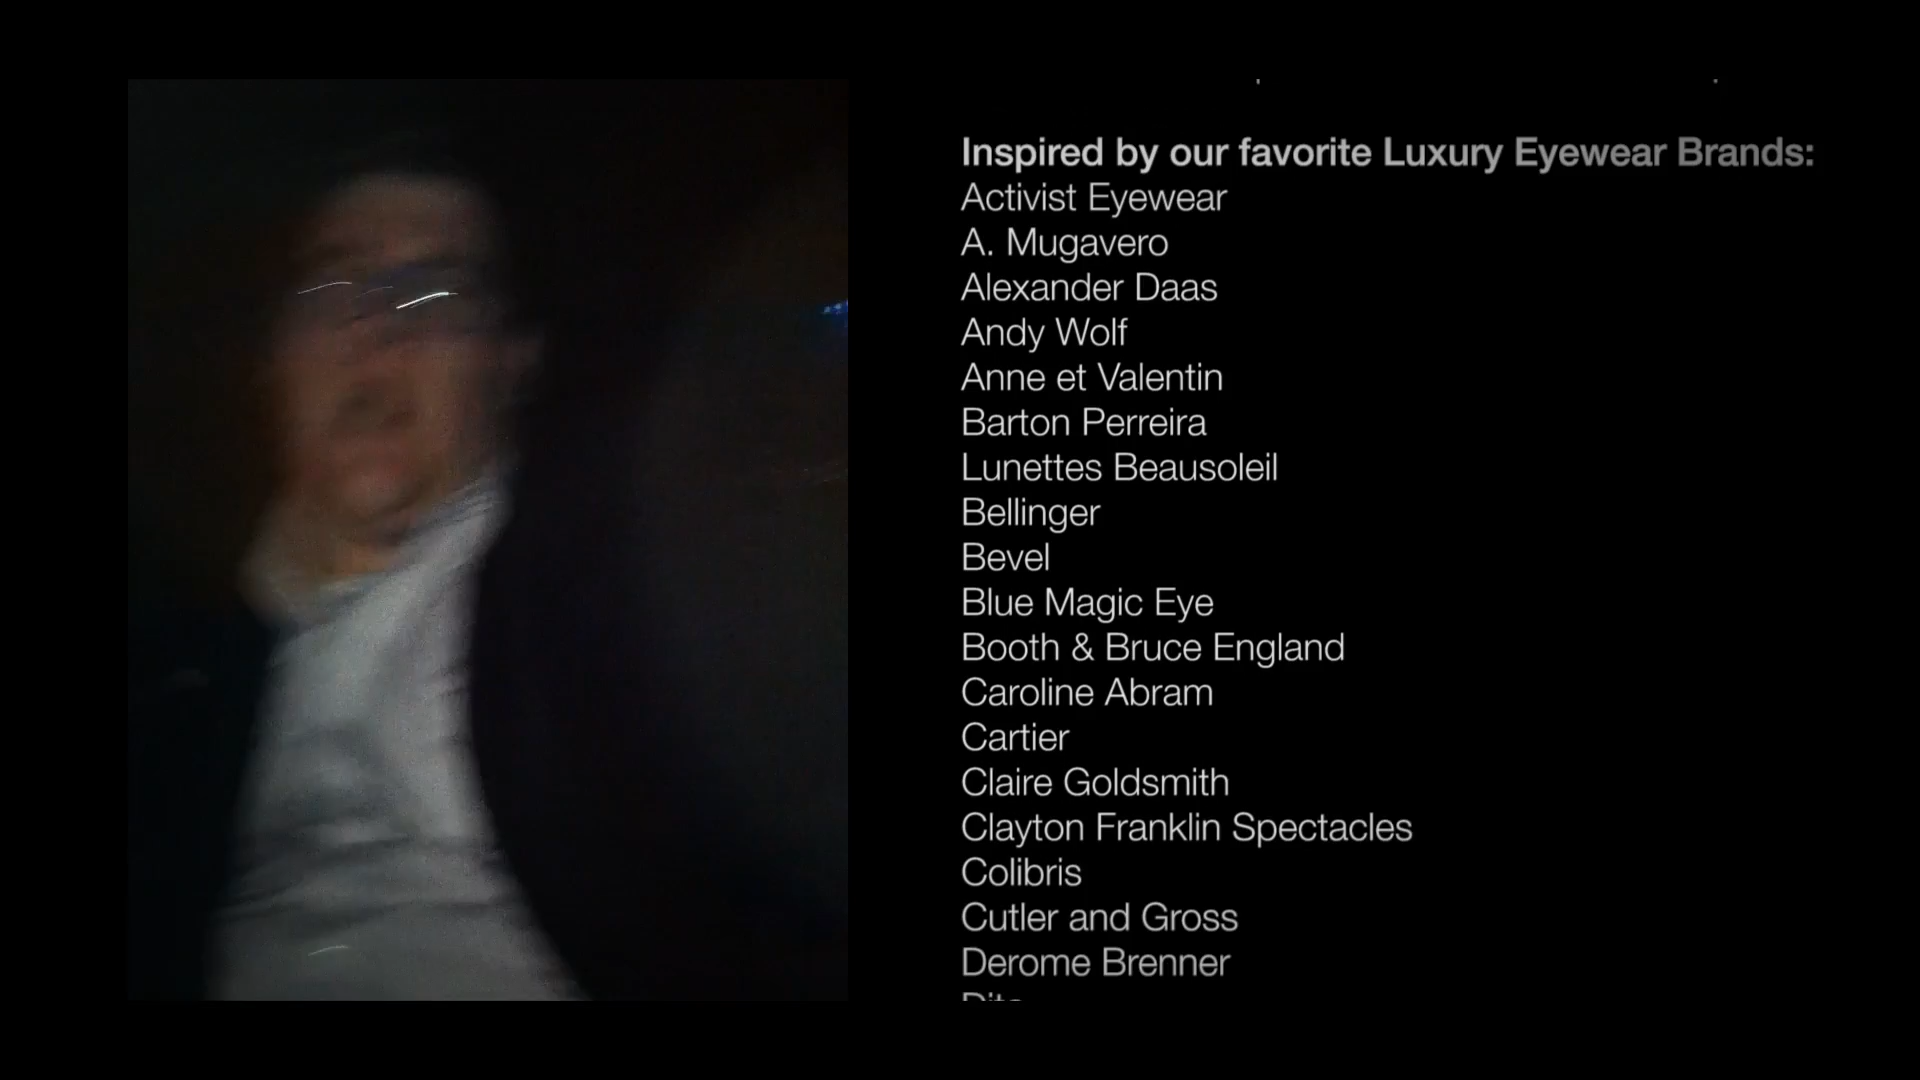 Inspired by our favorite Luxury Eyewear Brands:
Activist Eyewear
A. Mugavero
Alexander Daas
Andy Wolf
Anne et Valentin
Barton Perreira
Lunettes Beausoleil
Bellinger
Bevel
Blue Magic Eye
Booth & Bruce England
Caroline Abram
Cartier
Claire Goldsmith
Clayton Franklin Spectacles
Colibris
Cutler and Gross
Derome Brenner